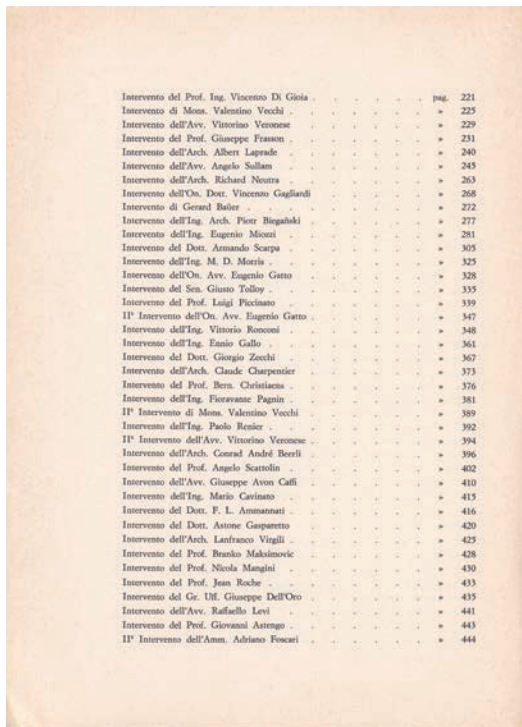 Intervento del Prof. Ing. Vincenzo Di Gioia . . . . . . pag. 221
Intervento di Mons. Valentino Vecchi . . . . . . . » 225
Intervento dell'Avv. Vittorino Veronese . . . . . . » 229
Intervento del Prof. Giuseppe Frasson . . . . . . . » 231
Intervento dell'Arch. Albert Laprade . . . . . . . » 240
Intervento dell'Avv. Angelo Sullam . . . . . . . » 245
Intervento dell'Arch. Richard Neutra . . . . . . . » 263
Intervento dell'On. Dott. Vincenzo Gagliardi . . . . . . » 268
Intervento di Gerard Baüer . . . . . . . . . » 272
Intervento dell'Ing. Arch. Piotr Biegański . . . . . . » 277
Intervento dell'Ing. Eugenio Miozzi . . . . . . . » 281
Intervento del Dott. Armando Scarpa . . . . . . . » 305
Intervento dell'Ing. M. D. Morris . . . . . . . . » 325
Intervento dell'On. Avv. Eugenio Gatto . . . . . . » 328
Intervento del Sen. Giusto Tolloy . . . . . . . . » 335
Intervento del Prof. Luigi Piccinato . . . . . . . » 339
II° Intervento dell'On. Avv. Eugenio Gatto . . . . . . » 347
Intervento dell'Ing. Vittorio Ronconi . . . . . . . » 348
Intervento dell'Ing. Ennio Gallo . . . . . . . . » 361
Intervento del Dott. Giorgio Zecchi . . . . . . . » 367
Intervento dell'Arch. Claude Charpentier . . . . . . » 373
Intervento del Prof. Bern. Christiaens . . . . . . . » 376
Intervento dell'Ing. Fioravante Pagnin . . . . . . . » 381
II° Intervento di Mons. Valentino Vecchi . . . . . . » 389
Intervento dell'Ing. Paolo Renier . . . . . . . . » 392
II° Intervento dell'Avv. Vittorino Veronese . . . . . . » 394
Intervento dell'Arch. Conrad André Beerli . . . . . . » 396
Intervento del Prof. Angelo Scattolin . . . . . . . » 402
Intervento dell'Avv. Giuseppe Avon Caffi . . . . . . » 410
Intervento dell'Ing. Mario Cavinato . . . . . . . » 415
Intervento del Dott. F. L. Ammannati . . . . . . . » 416
Intervento del Dott. Astone Gasparetto . . . . . . » 420
Intervento dell'Arch. Lanfranco Virgili . . . . . . . » 425
Intervento del Prof. Branko Maksimovic . . . . . . » 428
Intervento del Prof. Nicola Mangini . . . . . . . » 430
Intervento del Prof. Jean Roche . . . . . . . . » 433
Intervento del Gr. Uff. Giuseppe Dell'Oro . . . . . . » 435
Intervento dell'Avv. Raffaello Levi . . . . . . . » 441
Intervento del Prof. Giovanni Astengo . . . . . . . » 443
II° Intervento dell'Amm. Adriano Foscari . . . . . . » 444